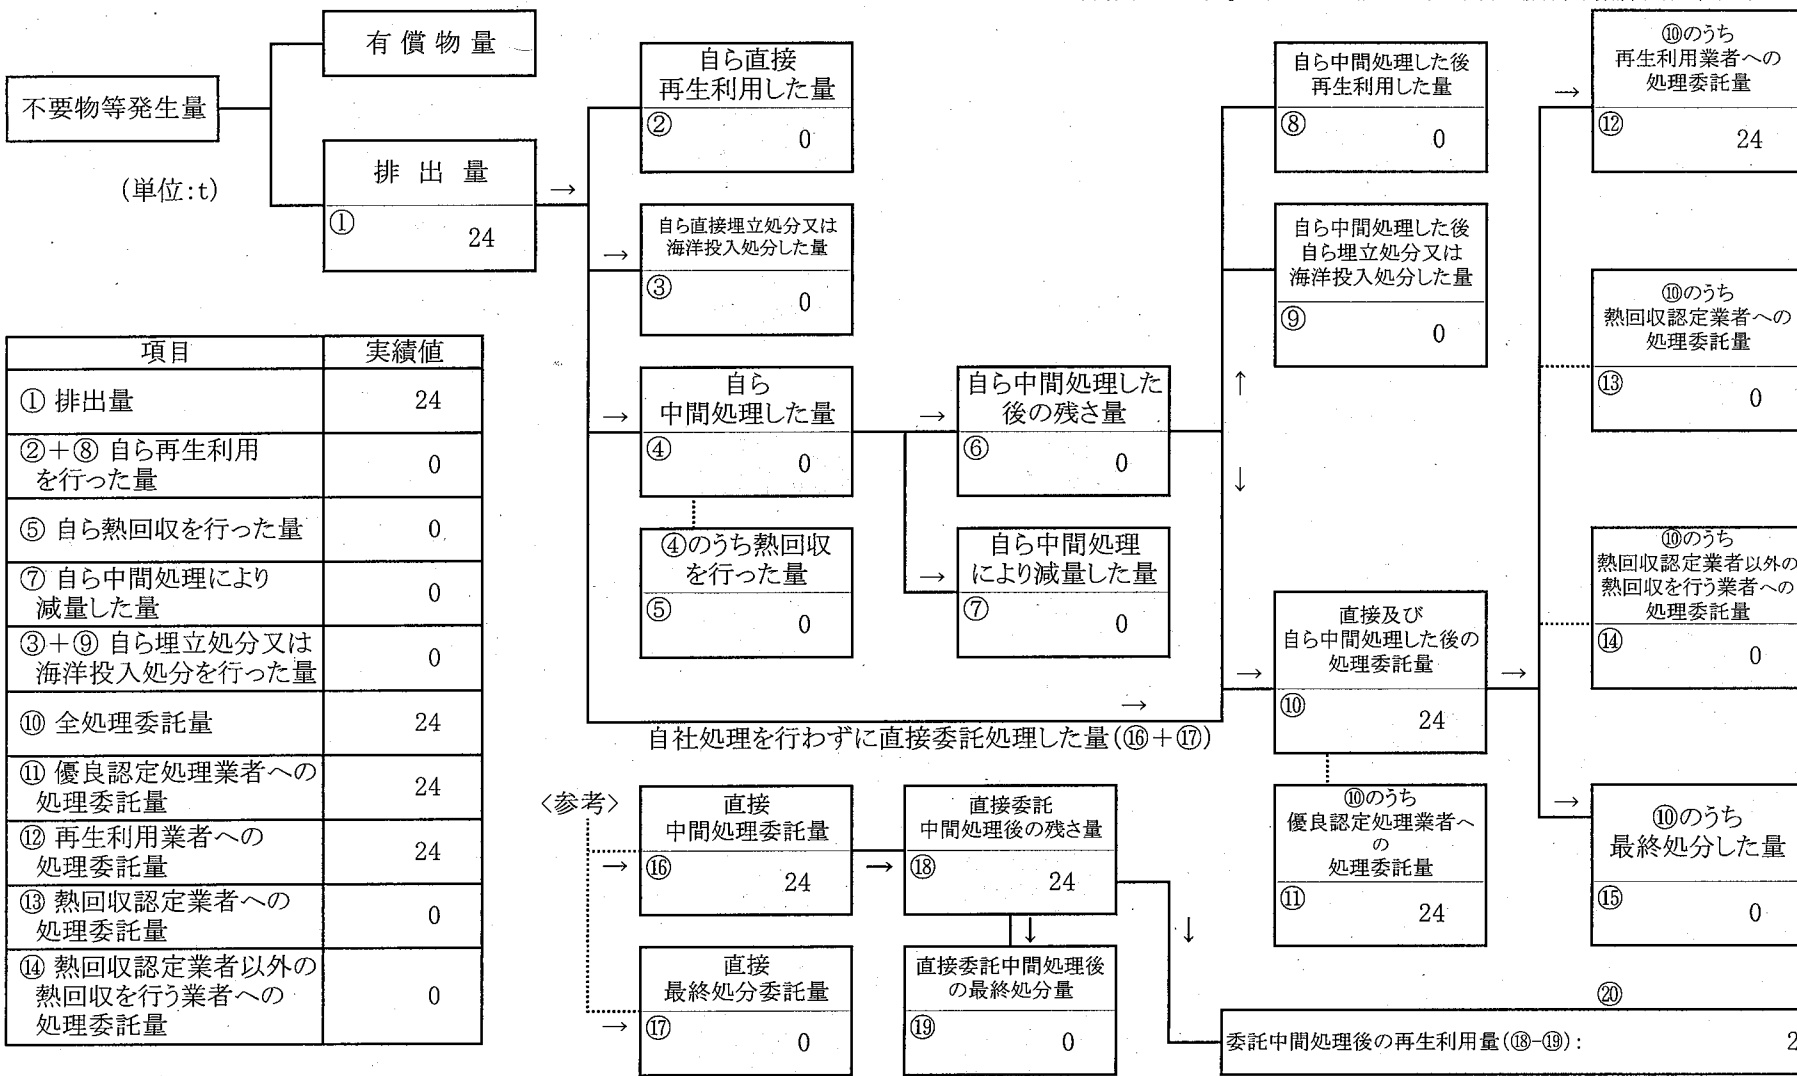 不要物等発生量
(単位:t)
有償物量
排出量
①
24
→
自ら直接
再生利用した量
②
0
→
自ら直接埋立処分又は
海洋投入処分した量
③
0
→
自ら
中間処理した量
④
0
④のうち熱回収
を行った量
⑤
0
→
自ら中間処理した
後の残さ量
⑥
0
→
自ら中間処理
により減量した量
⑦
0
→
自社処理を行わずに直接委託処理した量(⑯+⑰)
自ら中間処理した後
再生利用した量
⑧
0
自ら中間処理した後
自ら埋立処分又は
海洋投入処分した量
⑨
0
↑
↓
→
直接及び
自ら中間処理した後の
処理委託量
⑩
24
→
⑩のうち
優良認定処理業者へ
の
処理委託量
⑪
24
→
⑩のうち
再生利用業者への
処理委託量
⑫
24
⑩のうち
熱回収認定業者への
処理委託量
⑬
0
⑩のうち
熱回収認定業者以外の
熱回収を行う業者への
処理委託量
⑭
0
→
⑩のうち
最終処分した量
⑮
0
項目 実績値
① 排出量 24
②+⑧ 自ら再生利用
を行った量 0
⑤ 自ら熱回収を行った量 0
⑦ 自ら中間処理により
減量した量 0
③+⑨ 自ら埋立処分又は
海洋投入処分を行った量 0
⑩ 全処理委託量 24
⑪ 優良認定処理業者への
処理委託量 24
⑫ 再生利用業者への
処理委託量 24
⑬ 熱回収認定業者への
処理委託量 0
⑭ 熱回収認定業者以外の
熱回収を行う業者への
処理委託量 0
〈参考〉
→
直接
中間処理委託量
⑯
24
→
直接委託
中間処理後の残さ量
⑱
24
↓
↓
→
直接
最終処分委託量
⑰
0
直接委託中間処理後
の最終処分量
⑲
0
⑳
委託中間処理後の再生利用量(⑱-⑲): 2